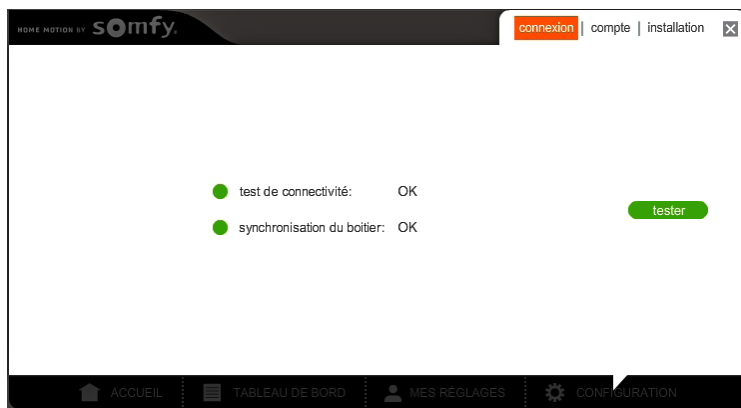 HOME MOTION BY somfy.
connexion | compte | installation
test de connectivité: OK
tester
synchronisation du boitier: OK
ACCUEIL TABLEAU DE BORD MES RÉGLAGES CONFIGURATION